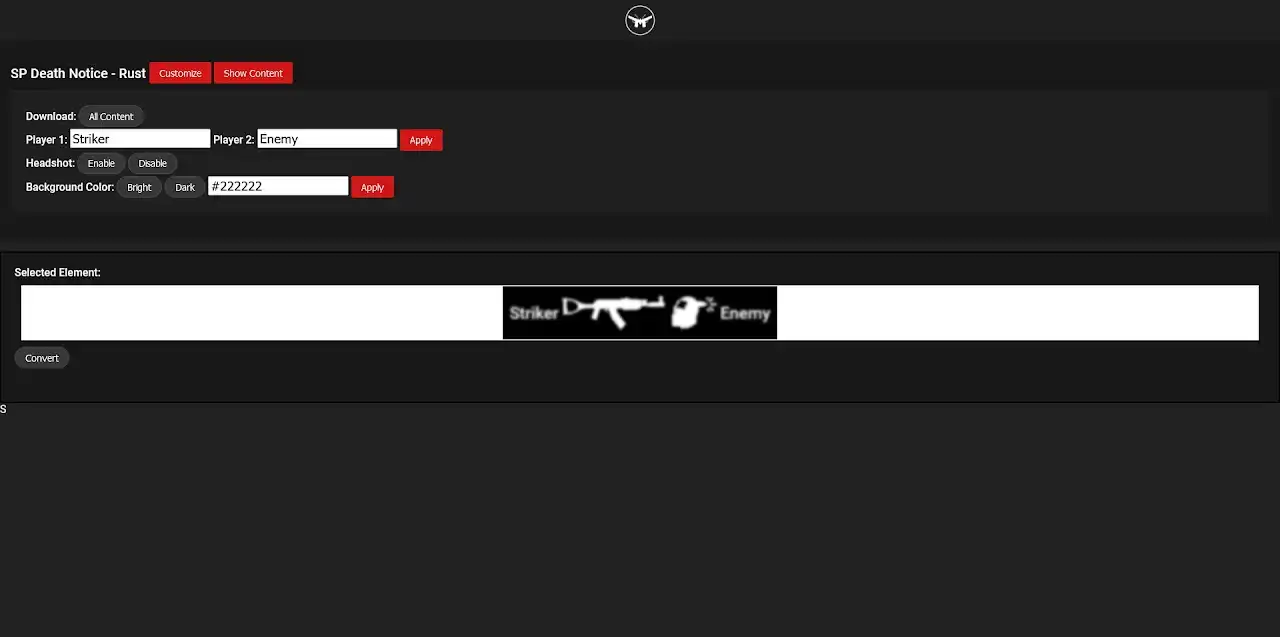 SP Death Notice - Rust Customize Show Content
Download: All Content
Player 1: Striker Player 2: Enemy Apply
Headshot: Enable Disable
Background Color: Bright Dark #222222 Apply
Selected Element:
Striker Enemy
Convert
S